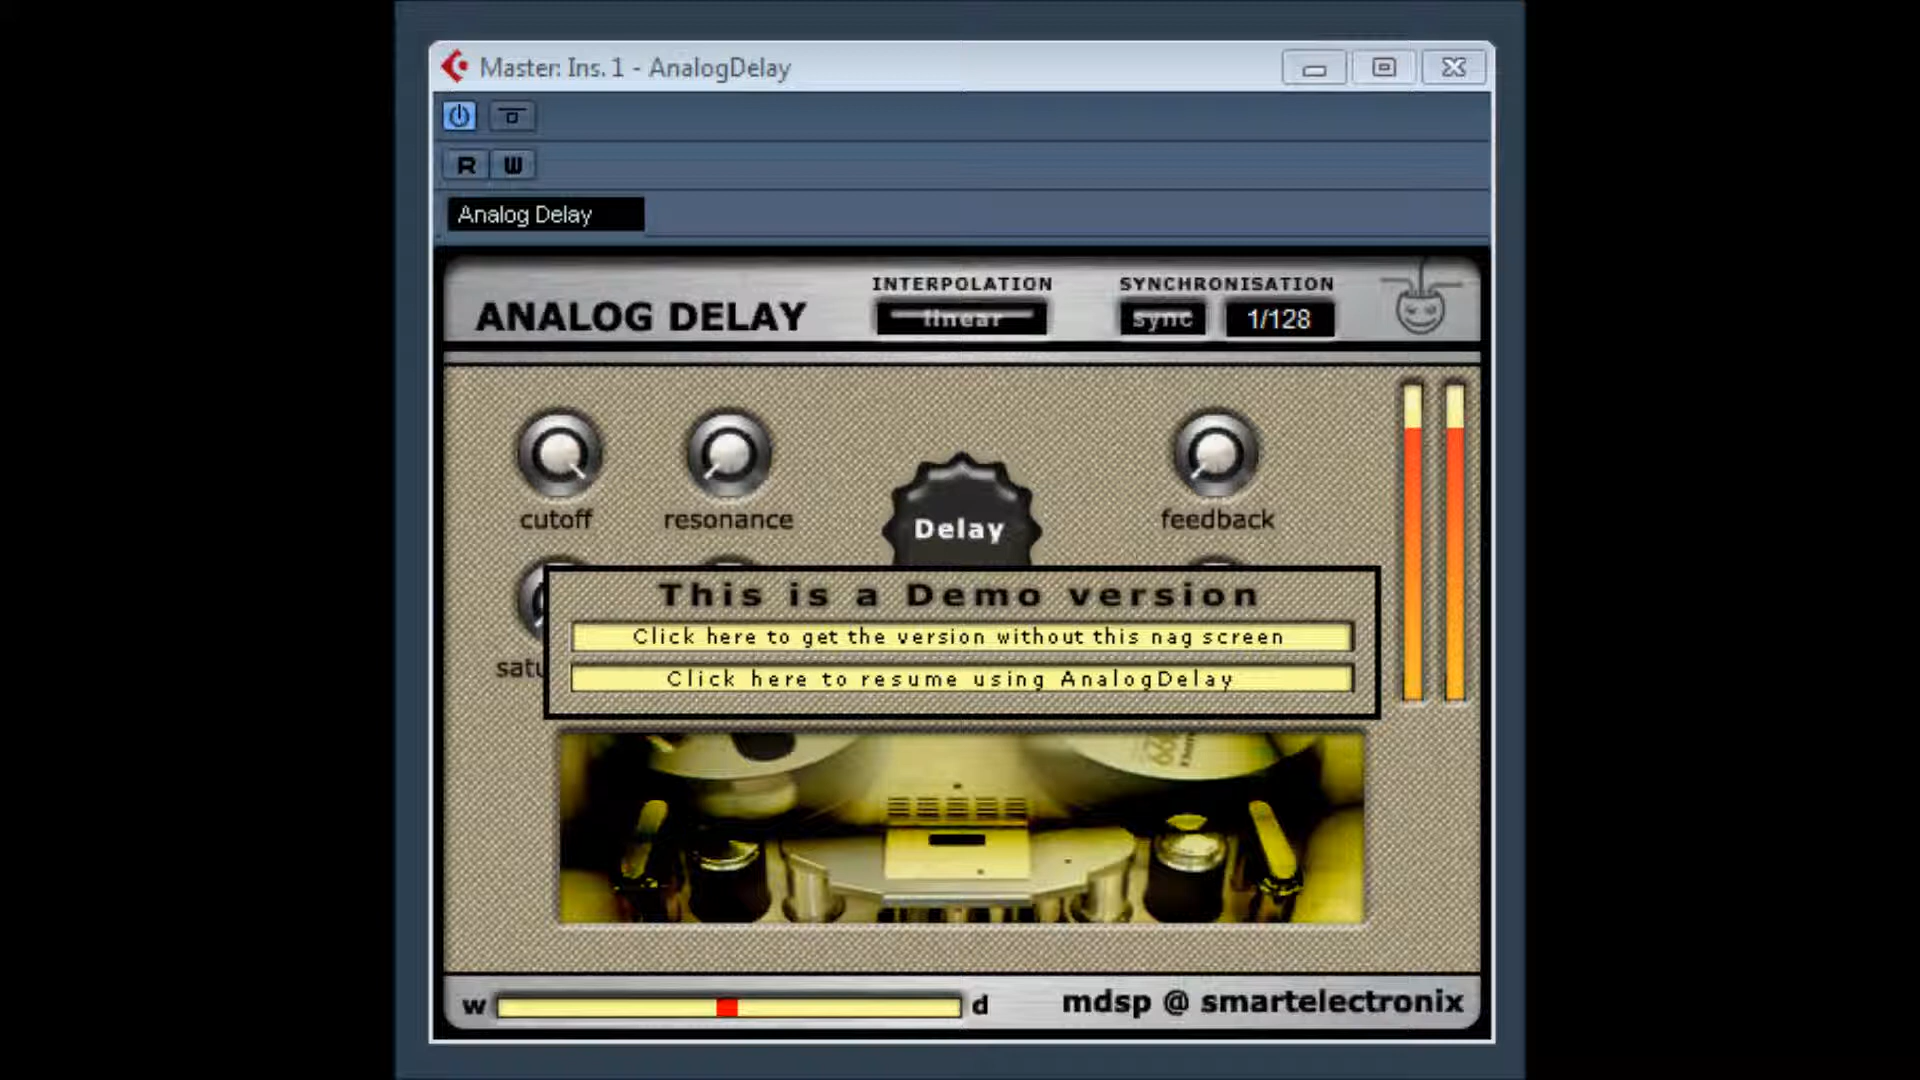 Master: Ins. 1 - AnalogDelay
R W
Analog Delay
INTERPOLATION SYNCHRONISATION
ANALOG DELAY linear sync 1/128
cutoff resonance Delay feedback
This is a Demo version
Click here to get the version without this nag screen
satu
Click here to resume using AnalogDelay
w d mdsp @ smartelectronix